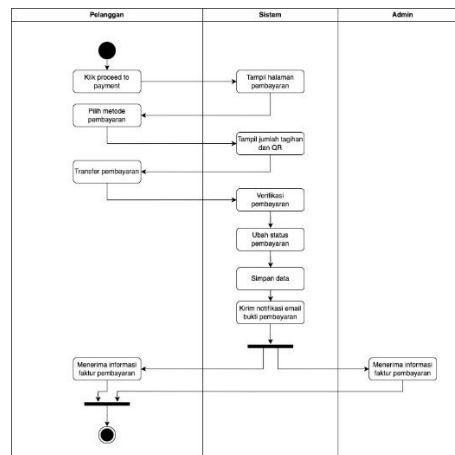 Pelanggan
Sistem
Admin
Klik proceed to
payment
Tampil halaman
pembayaran
Pilih metode
pembayaran
Tampil jumlah tagihan
dan QR
Transfer pembayaran
Verifikasi
pembayaran
Ubah status
pembayaran
Simpan data
Kirim notifikasi email
bukti pembayaran
Menerima informasi
faktur pembayaran
Menerima informasi
faktur pembayaran